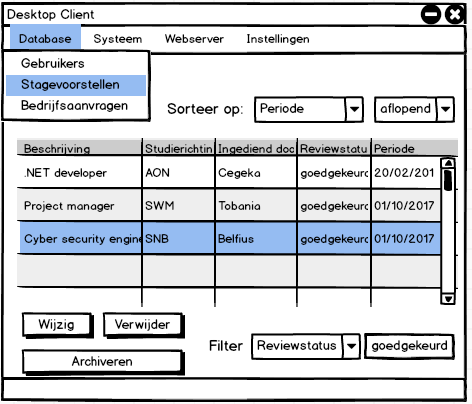 Desktop Client
Database Systeem Webserver Instellingen
Gebruikers
Stagevoorstellen
Bedrijfsaanvragen
Sorteer op: Periode aflopend
Beschrijving Studierichtin Ingediend doo Reviewstatu Periode
.NET developer AON Cegeka goedgekeurd 20/02/201
Project manager SWM Tobania goedgekeurd 01/10/2017
Cyber security engine SNB Belfius goedgekeurd 01/10/2017
Wijzig Verwijder
Filter Reviewstatus goedgekeurd
Archiveren